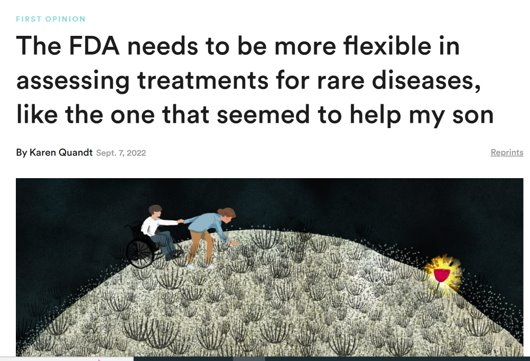 FIRST OPINION
The FDA needs to be more flexible in
assessing treatments for rare diseases,
like the one that seemed to help my son
By Karen Quandt Sept. 7, 2022
Reprints